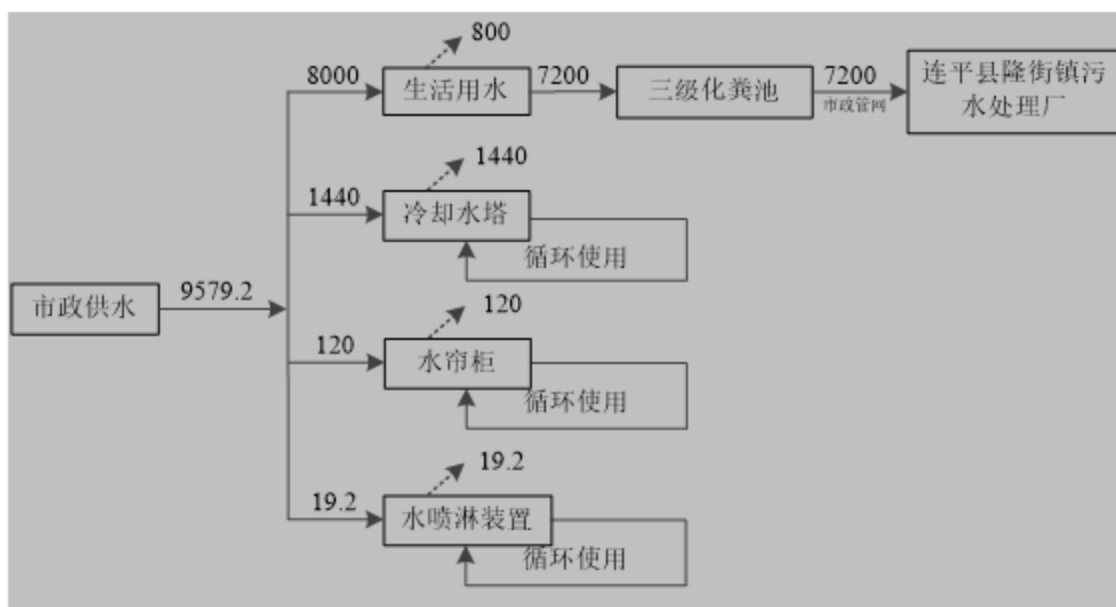 800
8000
生活用水
7200
三级化粪池
7200
市政管网
连平县隆街镇污
水处理厂
1440
1440
冷却水塔
循环使用
市政供水
9579.2
120
120
水帘柜
循环使用
19.2
19.2
水喷淋装置
循环使用